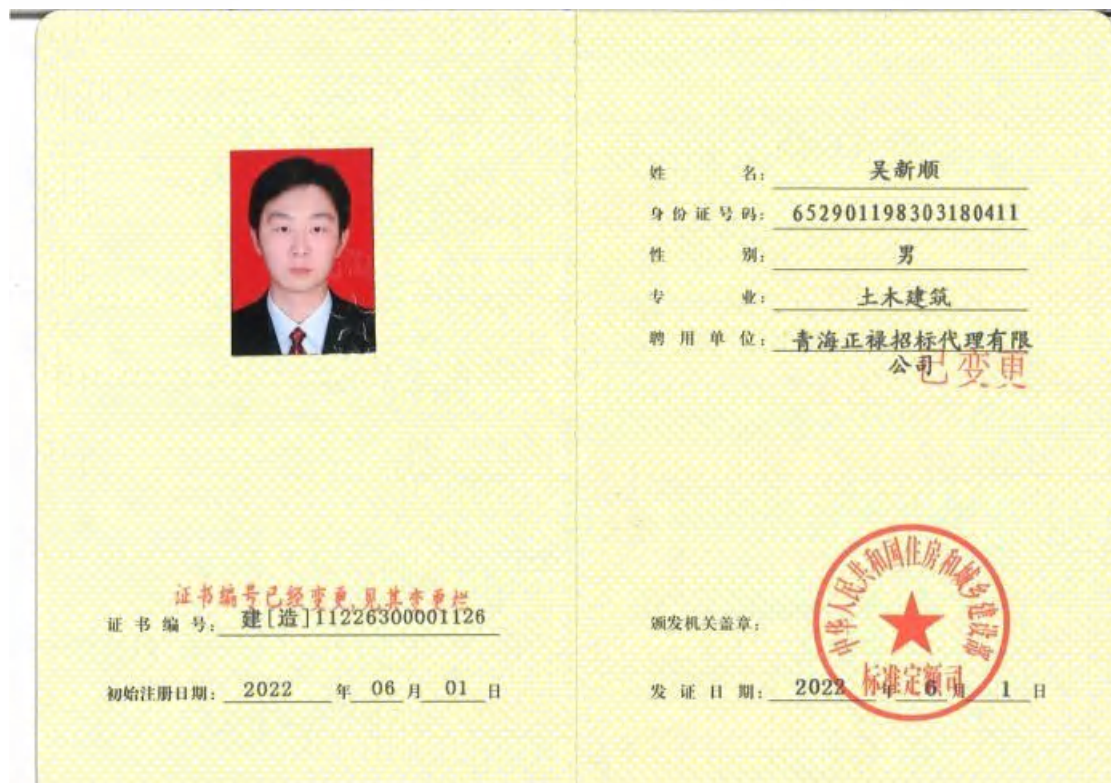 证书编号已经变更,见其变更栏
证书编号: 建[造]11226300001126
初始注册日期: 2022 年 06 月 01 日
姓名: 吴新顺
身份证号码: 652901198303180411
性别: 男
专业: 土木建筑
聘用单位: 青海正禄招标代理有限
公司 已变更
中华人民共和国住房和城乡建设部
标准定额司
颁发机关盖章:
发证日期: 2022 年 6 月 1 日